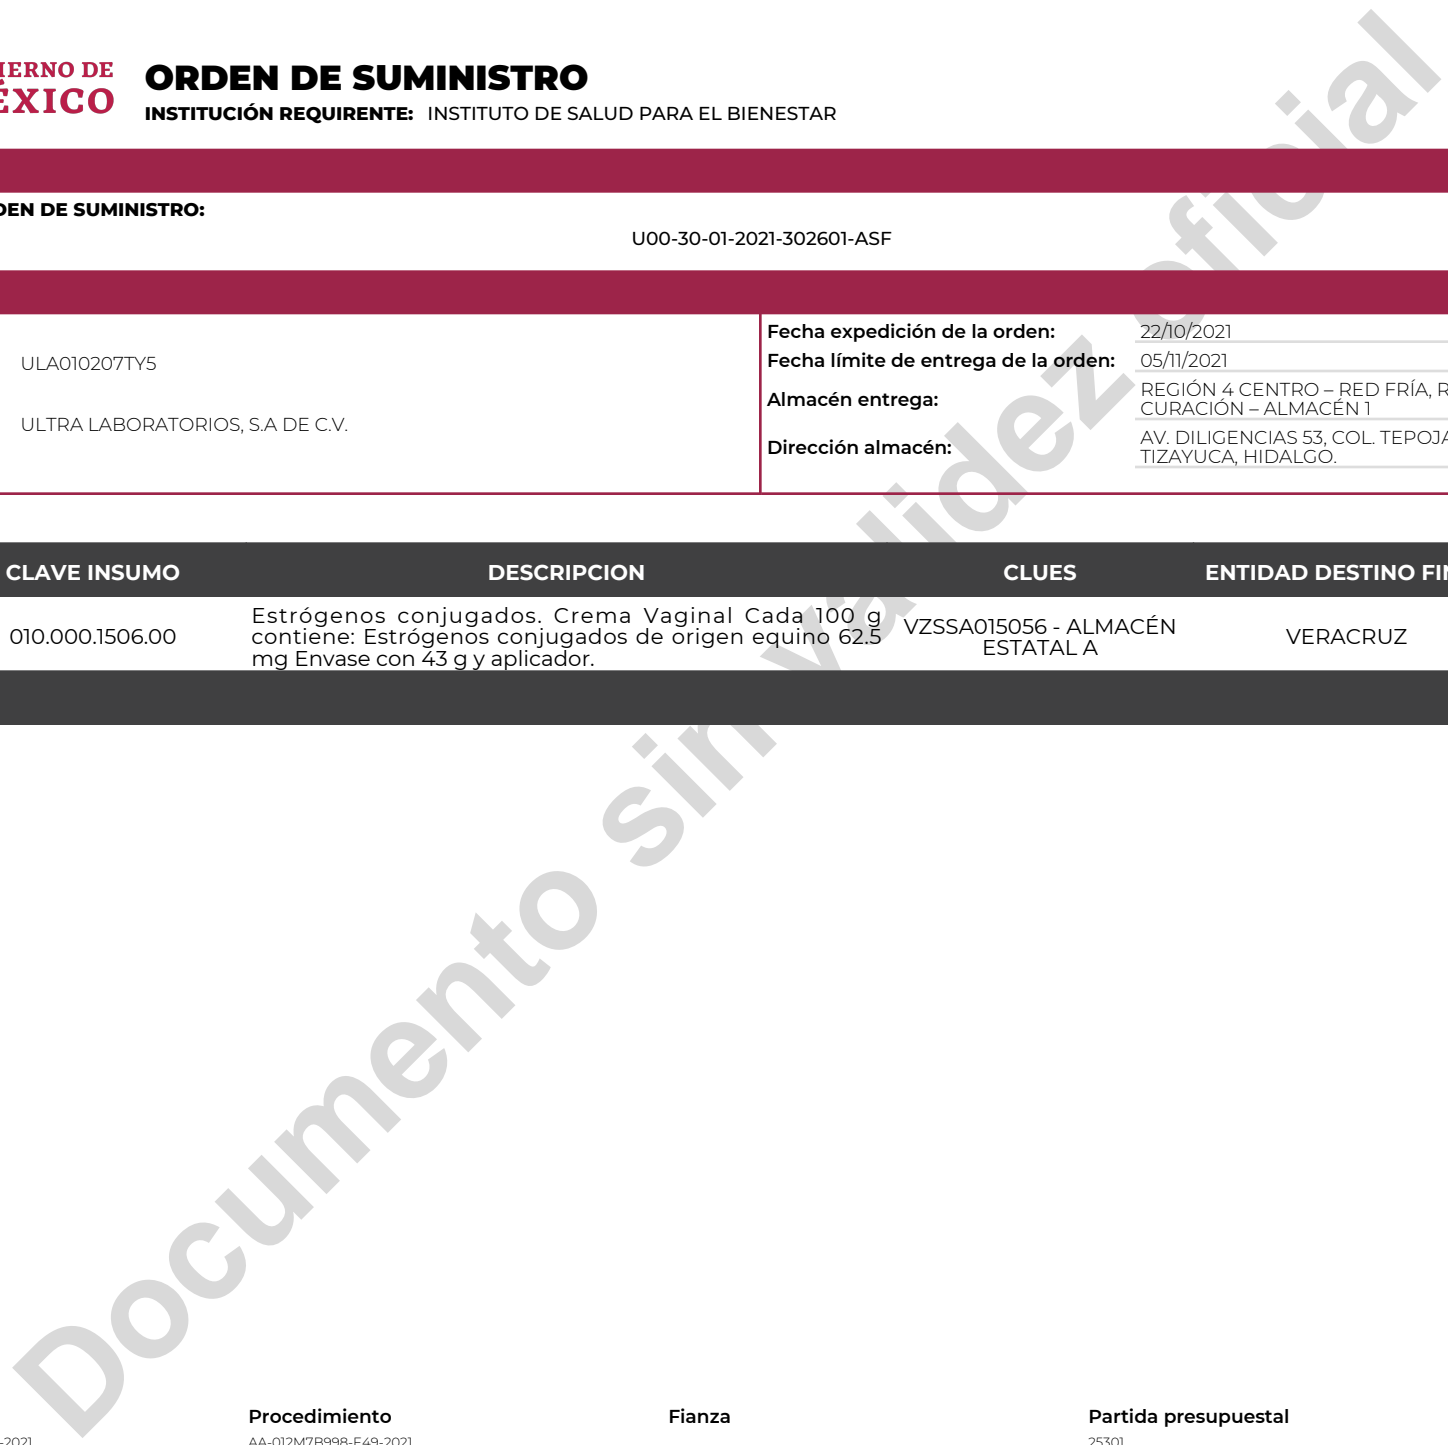 IERNO DE
ÉXICO
ORDEN DE SUMINISTRO
INSTITUCIÓN REQUIRENTE: INSTITUTO DE SALUD PARA EL BIENESTAR
DEN DE SUMINISTRO:
U00-30-01-2021-302601-ASF
ULA010207TY5
ULTRA LABORATORIOS, S.A DE C.V.
Fecha expedición de la orden: 22/10/2021
Fecha límite de entrega de la orden: 05/11/2021
Almacén entrega: REGIÓN 4 CENTRO – RED FRÍA, R
CURACIÓN – ALMACÉN 1
Dirección almacén: AV. DILIGENCIAS 53, COL. TEPOJA
TIZAYUCA, HIDALGO.
CLAVE INSUMO DESCRIPCION CLUES ENTIDAD DESTINO FIN
010.000.1506.00
Estrógenos conjugados. Crema Vaginal Cada 100 g
contiene: Estrógenos conjugados de origen equino 62.5
mg Envase con 43 g y aplicador.
VZSSA015056 - ALMACÉN
ESTATAL A
VERACRUZ
Documento sin validez oficial
Procedimiento Fianza Partida presupuestal
-2021 AA-012M7B998-E49-2021 25301